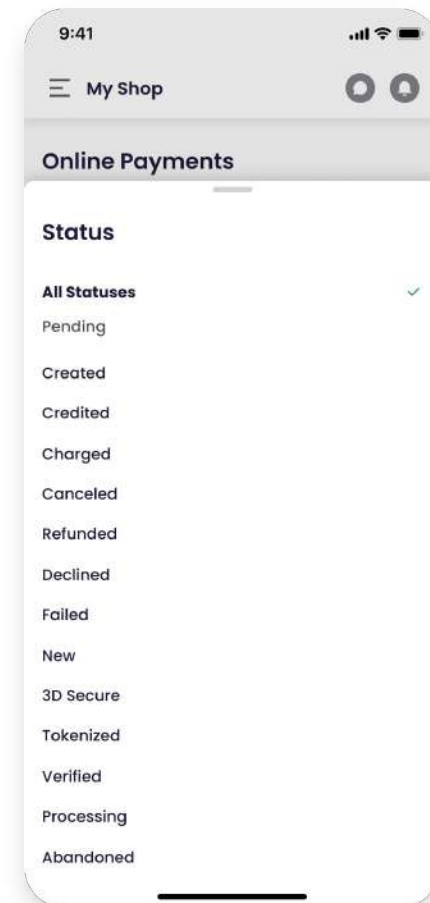 9:41
My Shop
Online Payments
Status
All Statuses
Pending
Created
Credited
Charged
Canceled
Refunded
Declined
Failed
New
3D Secure
Tokenized
Verified
Processing
Abandoned